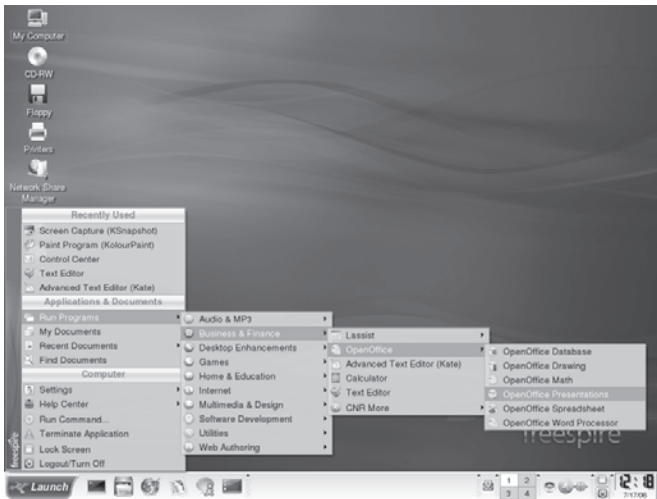 My Computer
CD-RW
Floppy
Printers
Network Share
Manager
Recently Used
Screen Capture (KSnapshot)
Paint Program (KolourPaint)
Control Center
Text Editor
Advanced Text Editor (Kate)
Applications & Documents
Run Programs
My Documents
Recent Documents
Find Documents
Computer
Settings
Help Center
Run Command...
Terminate Application
Lock Screen
Logout/Turn Off
freespire
Audio & MP3
Business & Finance
Desktop Enhancements
Games
Home & Education
Internet
Multimedia & Design
Software Development
Utilities
Web Authoring
Lassist
OpenOffice
Advanced Text Editor (Kate)
Calculator
Text Editor
CNR More
OpenOffice Database
OpenOffice Drawing
OpenOffice Math
OpenOffice Presentations
OpenOffice Spreadsheet
OpenOffice Word Processor
freespire
Launch
1 2
3 4
12:18
7/17/06